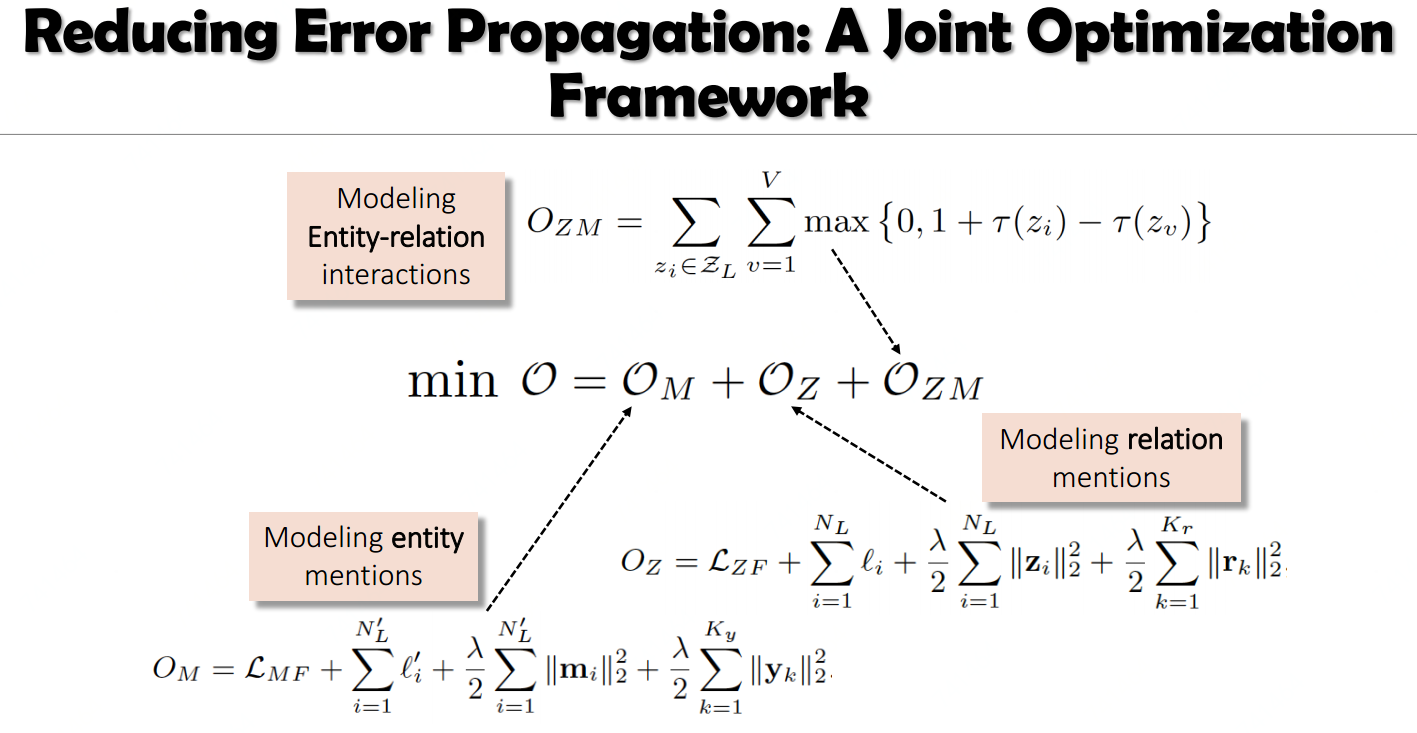 Reducing Error Propagation: A Joint Optimization
Framework
Modeling
Entity-relation
interactions
O_{ZM} = \sum_{z_i \in \mathcal{Z}_L} \sum_{v=1}^{V} \max \{0, 1 + \tau(z_i) - \tau(z_v)\}
\min \mathcal{O} = \mathcal{O}_M + \mathcal{O}_Z + \mathcal{O}_{ZM}
Modeling relation
mentions
Modeling entity
mentions
O_Z = \mathcal{L}_{ZF} + \sum_{i=1}^{N_L} \ell_i + \frac{\lambda}{2} \sum_{i=1}^{N_L} \|\mathbf{z}_i\|_2^2 + \frac{\lambda}{2} \sum_{k=1}^{K_r} \|\mathbf{r}_k\|_2^2.
O_M = \mathcal{L}_{MF} + \sum_{i=1}^{N'_L} \ell'_i + \frac{\lambda}{2} \sum_{i=1}^{N'_L} \|\mathbf{m}_i\|_2^2 + \frac{\lambda}{2} \sum_{k=1}^{K_y} \|\mathbf{y}_k\|_2^2.